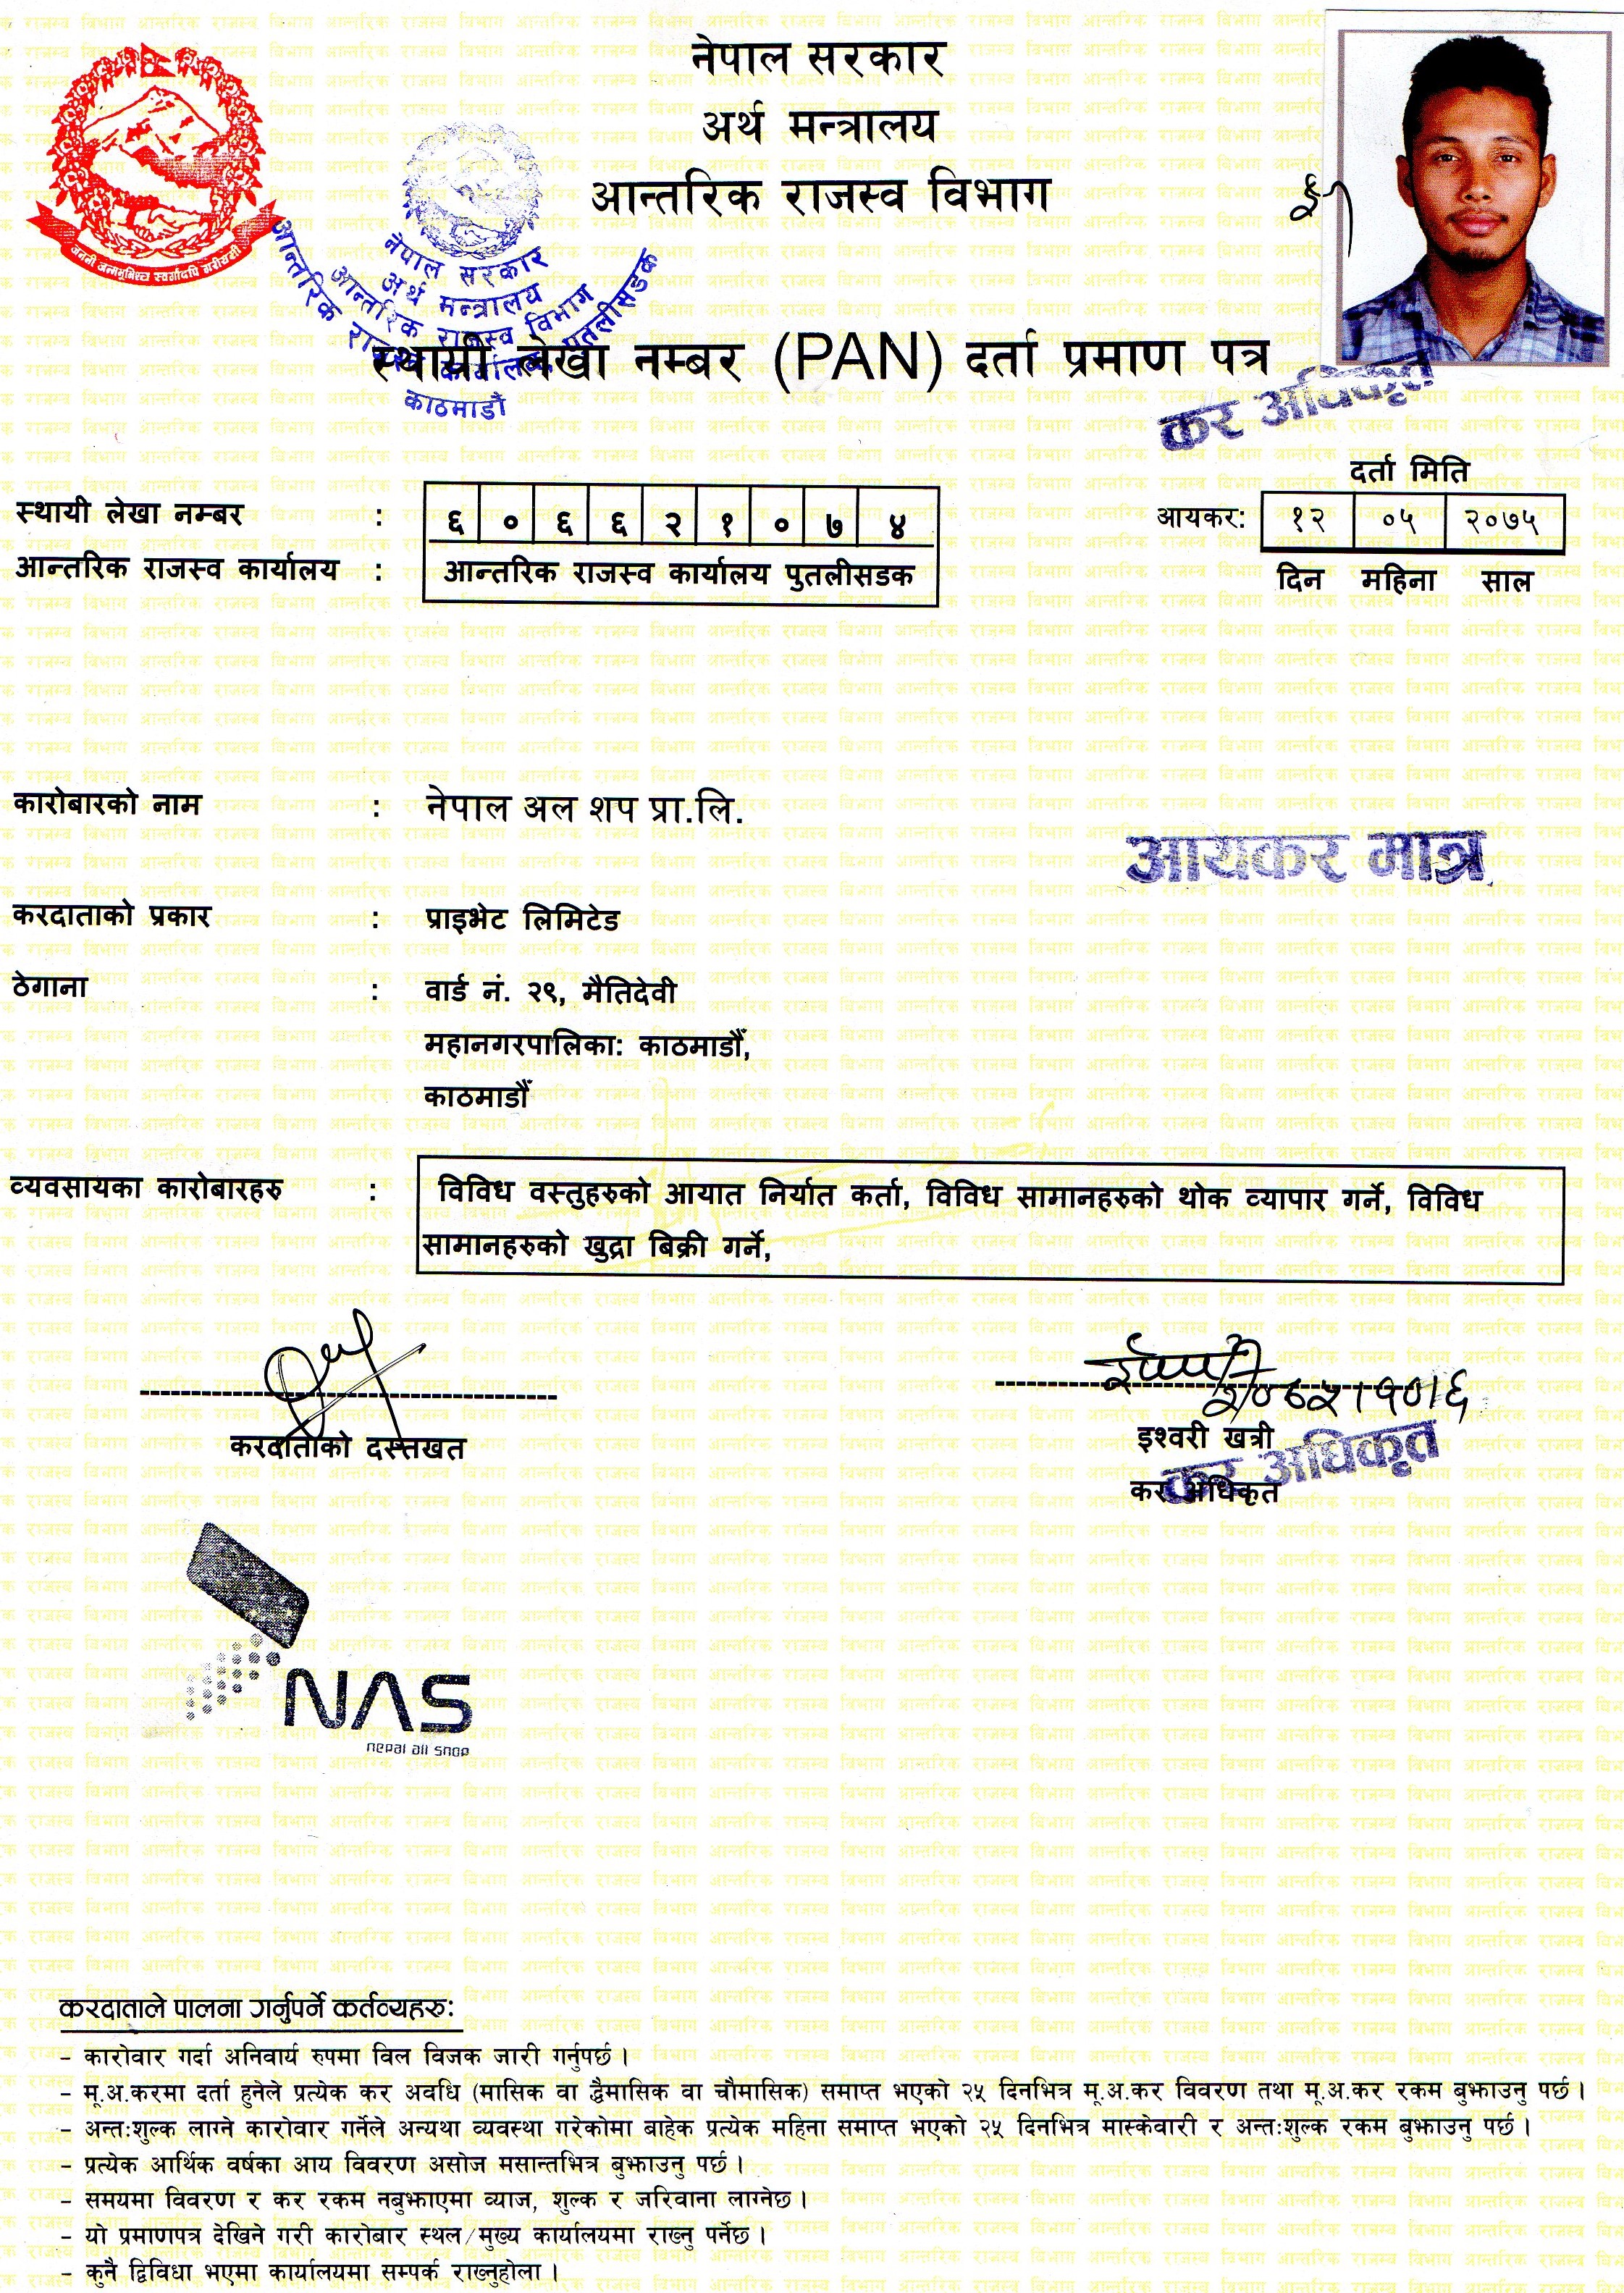 नेपाल सरकार
अर्थ मन्त्रालय
आन्तरिक राजस्व विभाग
जननी जन्मभूमिश्च स्वर्गादपि गरीयसी
नेपाल सरकार
अर्थ मन्त्रालय
आन्तरिक राजस्व विभाग
आन्तरिक राजस्व कार्यालय पुतलीसडक
काठमाडौं
स्थायी लेखा नम्बर (PAN) दर्ता प्रमाण पत्र
कर अधिकृत
दर्ता मिति
स्थायी लेखा नम्बर : ६ ० ६ ६ २ १ ० ७ ४
आयकर: १२ ०५ २०७५
आन्तरिक राजस्व कार्यालय : आन्तरिक राजस्व कार्यालय पुतलीसडक
दिन महिना साल
कारोबारको नाम : नेपाल अल शप प्रा.लि.
आयकर मात्र
करदाताको प्रकार : प्राइभेट लिमिटेड
ठेगाना : वार्ड नं. २९, मैतिदेवी
महानगरपालिका: काठमाडौँ,
काठमाडौँ
व्यवसायका कारोबारहरु : विविध वस्तुहरुको आयात निर्यात कर्ता, विविध सामानहरुको थोक व्यापार गर्ने, विविध
सामानहरुको खुद्रा बिक्री गर्ने,
२०७५।१०।६
करदाताको दस्तखत
इश्वरी खत्री
कर अधिकृत
कर अधिकृत
NAS
nepal all shop
करदाताले पालना गर्नुपर्ने कर्तव्यहरु:
– कारोवार गर्दा अनिवार्य रुपमा विल विजक जारी गर्नुपर्छ ।
– मू.अ.करमा दर्ता हुनेले प्रत्येक कर अवधि (मासिक वा द्वैमासिक वा चौमासिक) समाप्त भएको २५ दिनभित्र मू.अ.कर विवरण तथा मू.अ.कर रकम बुझाउनु पर्छ ।
– अन्तःशुल्क लाग्ने कारोवार गर्नेले अन्यथा व्यवस्था गरेकोमा बाहेक प्रत्येक महिना समाप्त भएको २५ दिनभित्र मास्केवारी र अन्तःशुल्क रकम बुझाउनु पर्छ ।
– प्रत्येक आर्थिक वर्षका आय विवरण असोज मसान्तभित्र बुझाउनु पर्छ ।
– समयमा विवरण र कर रकम नबुझाएमा व्याज, शुल्क र जरिवाना लाग्नेछ ।
– यो प्रमाणपत्र देखिने गरी कारोबार स्थल/मुख्य कार्यालयमा राख्नु पर्नेछ ।
– कुनै द्विविधा भएमा कार्यालयमा सम्पर्क राख्नुहोला ।